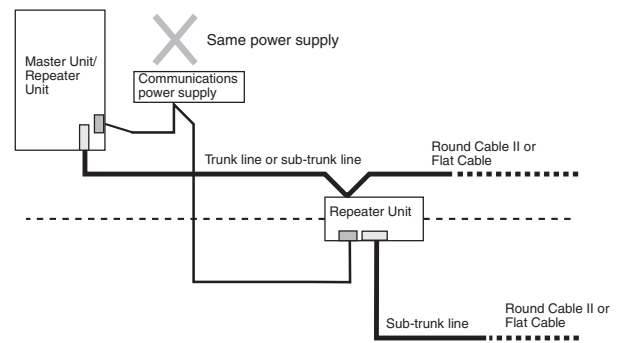 Same power supply
Master Unit/
Repeater
Unit
Communications
power supply
Trunk line or sub-trunk line
Round Cable II or
Flat Cable
Repeater Unit
Sub-trunk line
Round Cable II or
Flat Cable